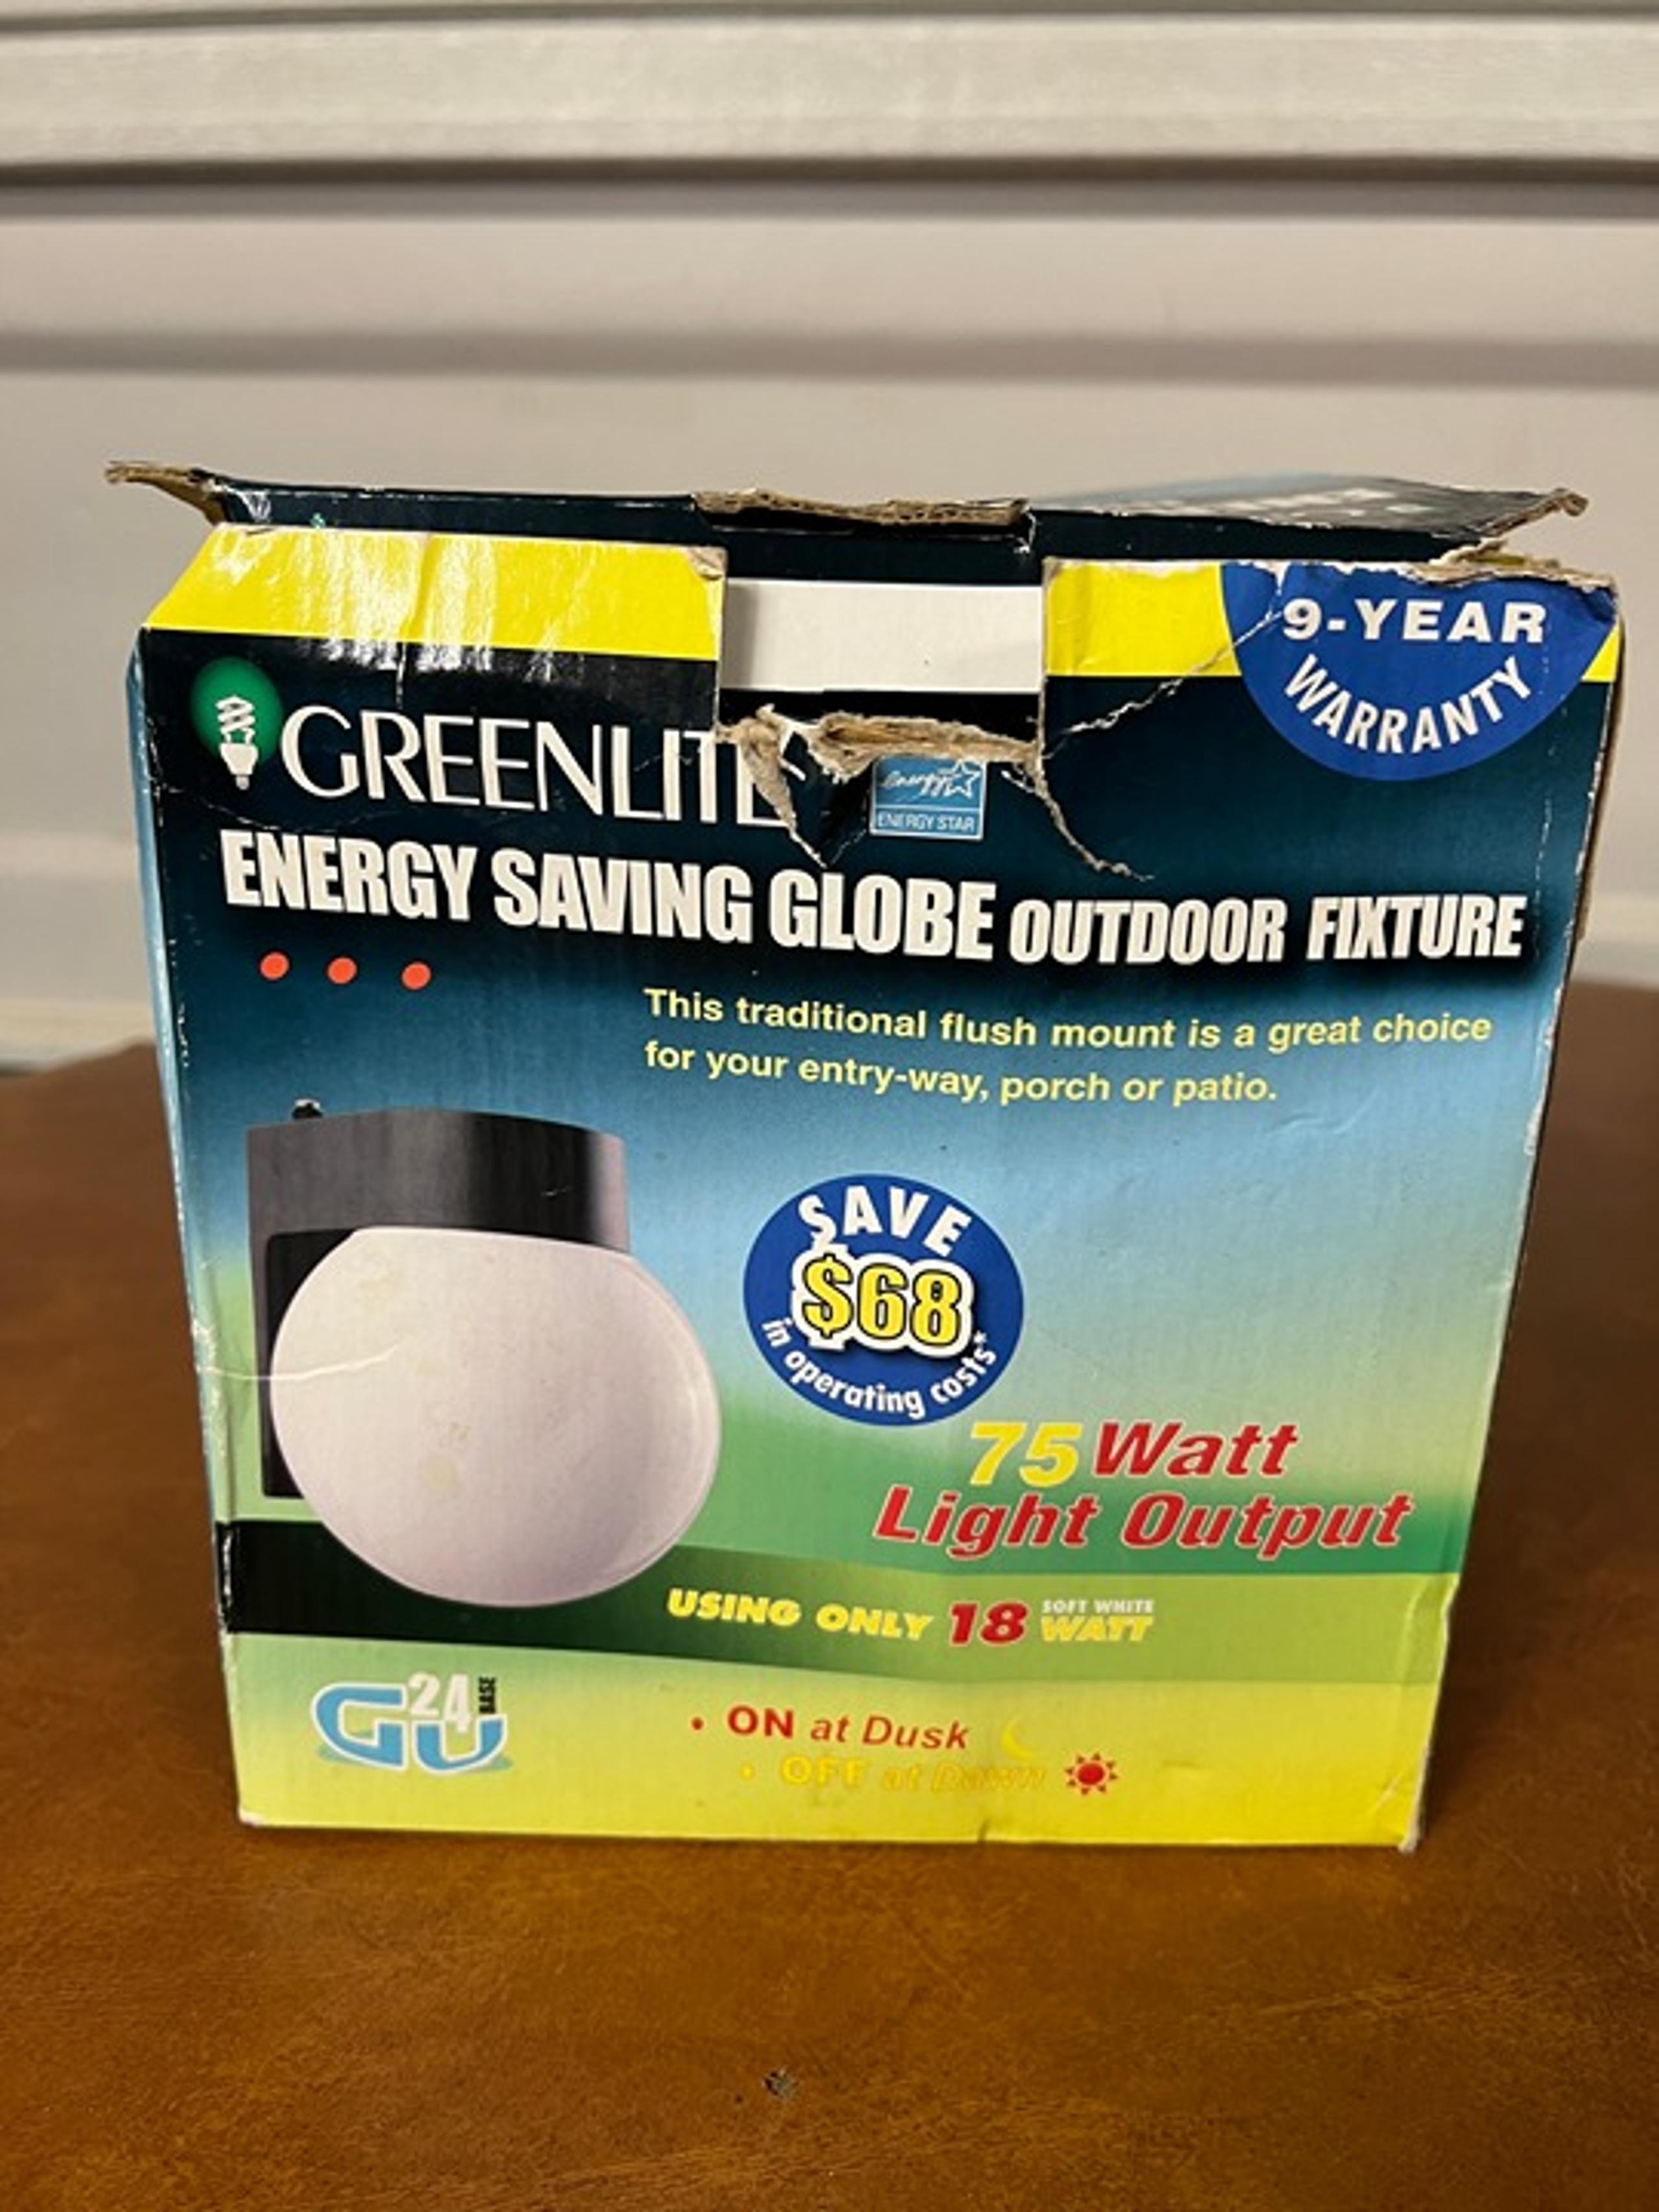 9-YEAR
WARRANTY
GREENLITE
energy
ENERGY STAR
ENERGY SAVING GLOBE OUTDOOR FIXTURE
This traditional flush mount is a great choice
for your entry-way, porch or patio.
SAVE
$68
in operating costs*
75 Watt
Light Output
USING ONLY 18 SOFT WHITE WATT
GU 24 BASE
• ON at Dusk
• OFF at Dawn